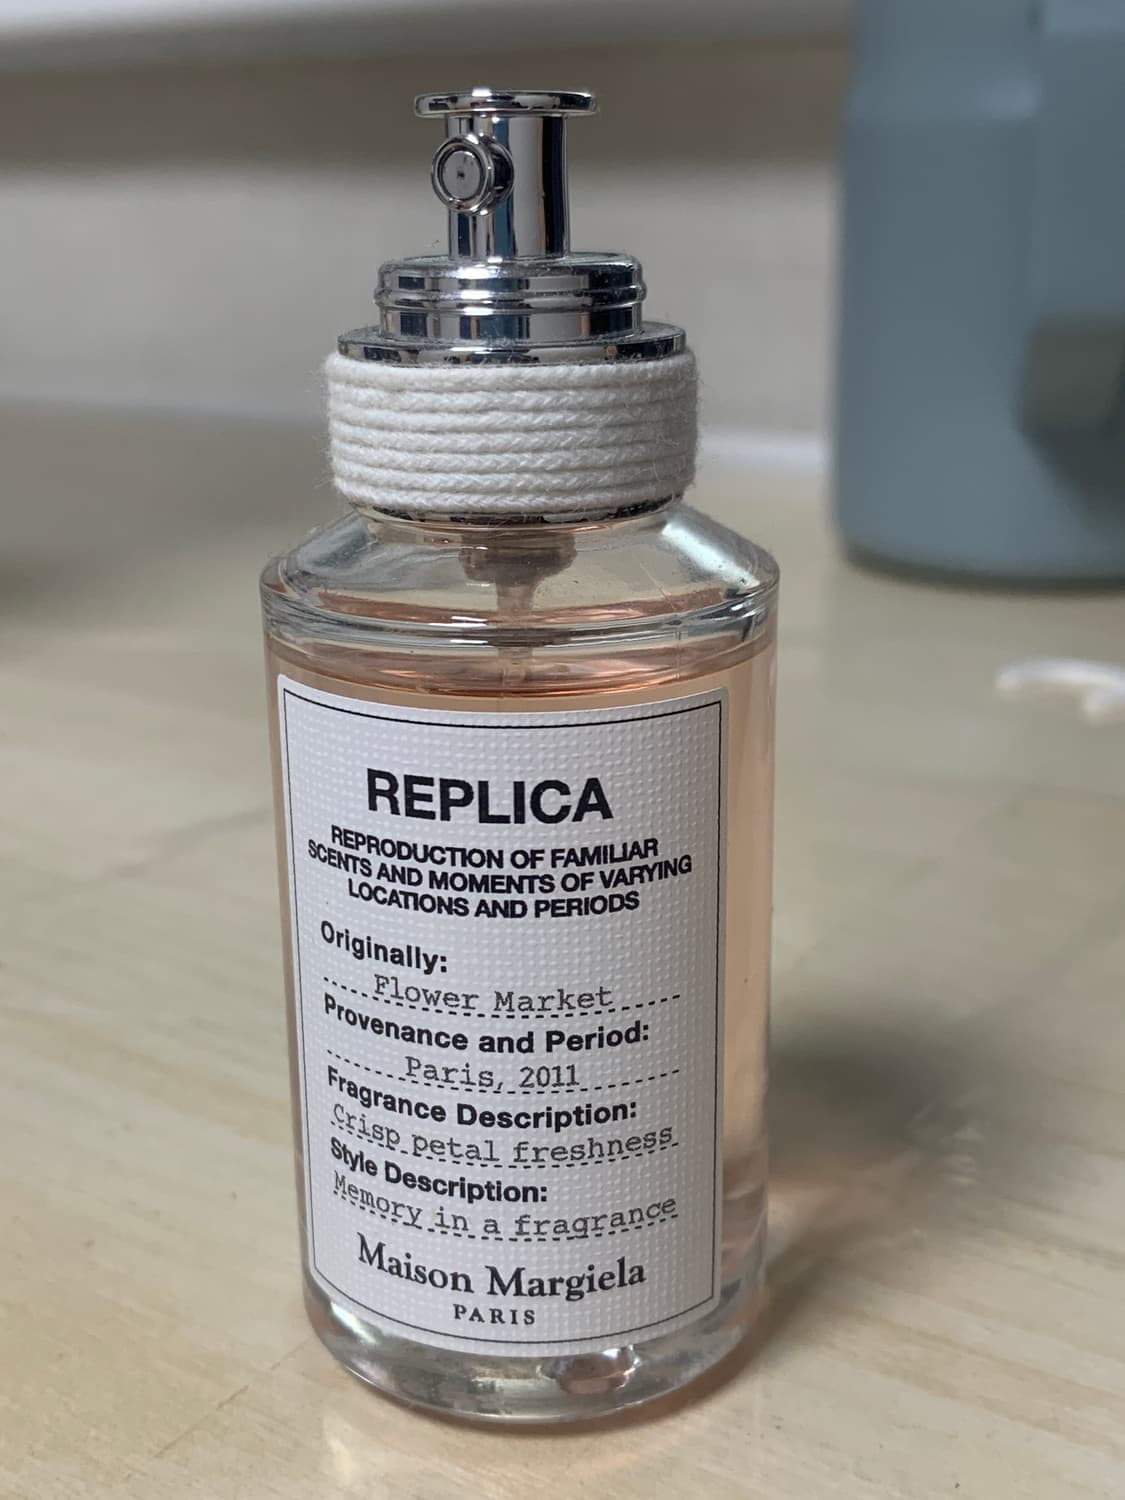 REPLICA
REPRODUCTION OF FAMILIAR
SCENTS AND MOMENTS OF VARYING
LOCATIONS AND PERIODS
Originally:
Flower Market
Provenance and Period:
Paris, 2011
Fragrance Description:
Crisp petal freshness
Style Description:
Memory in a fragrance
Maison Margiela
PARIS